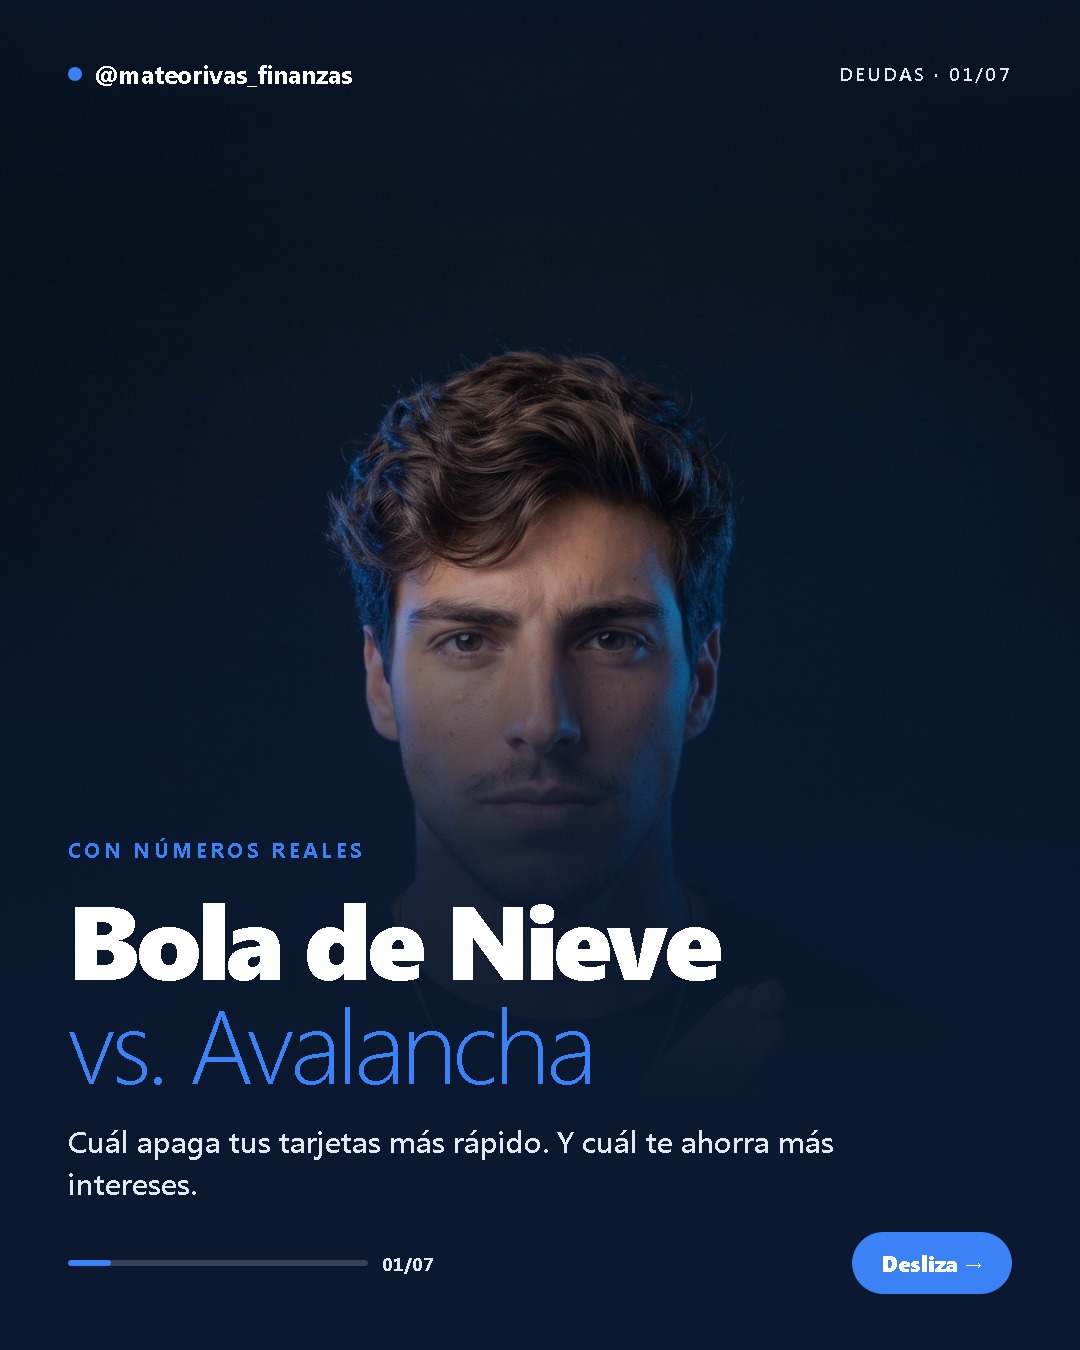 @mateorivas_finanzas
DEUDAS · 01/07
CON NÚMEROS REALES
Bola de Nieve
vs. Avalancha
Cuál apaga tus tarjetas más rápido. Y cuál te ahorra más
intereses.
01/07
Desliza →